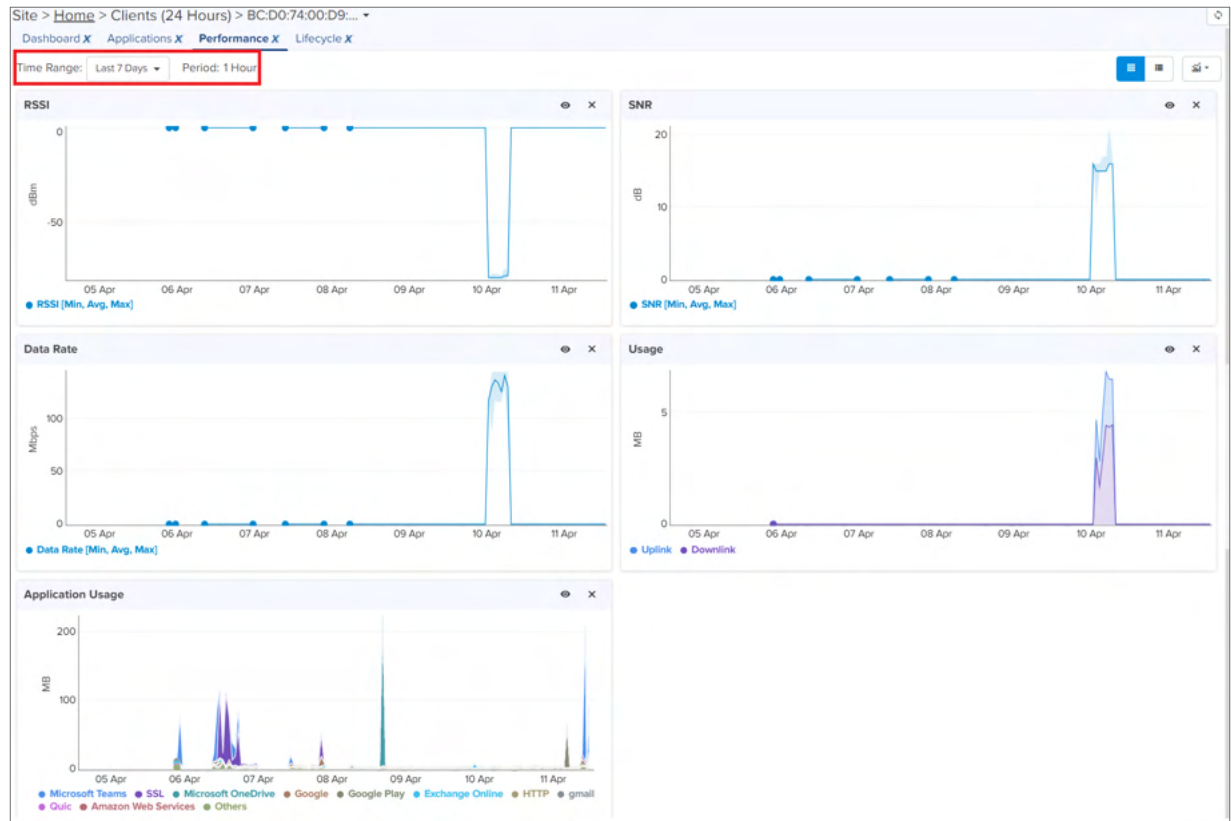 Site > Home > Clients (24 Hours) > BC:D0:74:00:D9:...
Dashboard X Applications X Performance X Lifecycle X
Time Range: Last 7 Days Period: 1 Hour
RSSI
0
dBm
-50
05 Apr 06 Apr 07 Apr 08 Apr 09 Apr 10 Apr 11 Apr
RSSI [Min, Avg, Max]
SNR
20
dB
10
0
05 Apr 06 Apr 07 Apr 08 Apr 09 Apr 10 Apr 11 Apr
SNR [Min, Avg, Max]
Data Rate
100
Mbps
50
0
05 Apr 06 Apr 07 Apr 08 Apr 09 Apr 10 Apr 11 Apr
Data Rate [Min, Avg, Max]
Usage
5
MB
0
05 Apr 06 Apr 07 Apr 08 Apr 09 Apr 10 Apr 11 Apr
Uplink Downlink
Application Usage
200
MB
100
0
05 Apr 06 Apr 07 Apr 08 Apr 09 Apr 10 Apr 11 Apr
Microsoft Teams SSL Microsoft OneDrive Google Google Play Exchange Online HTTP gmail
Quic Amazon Web Services Others